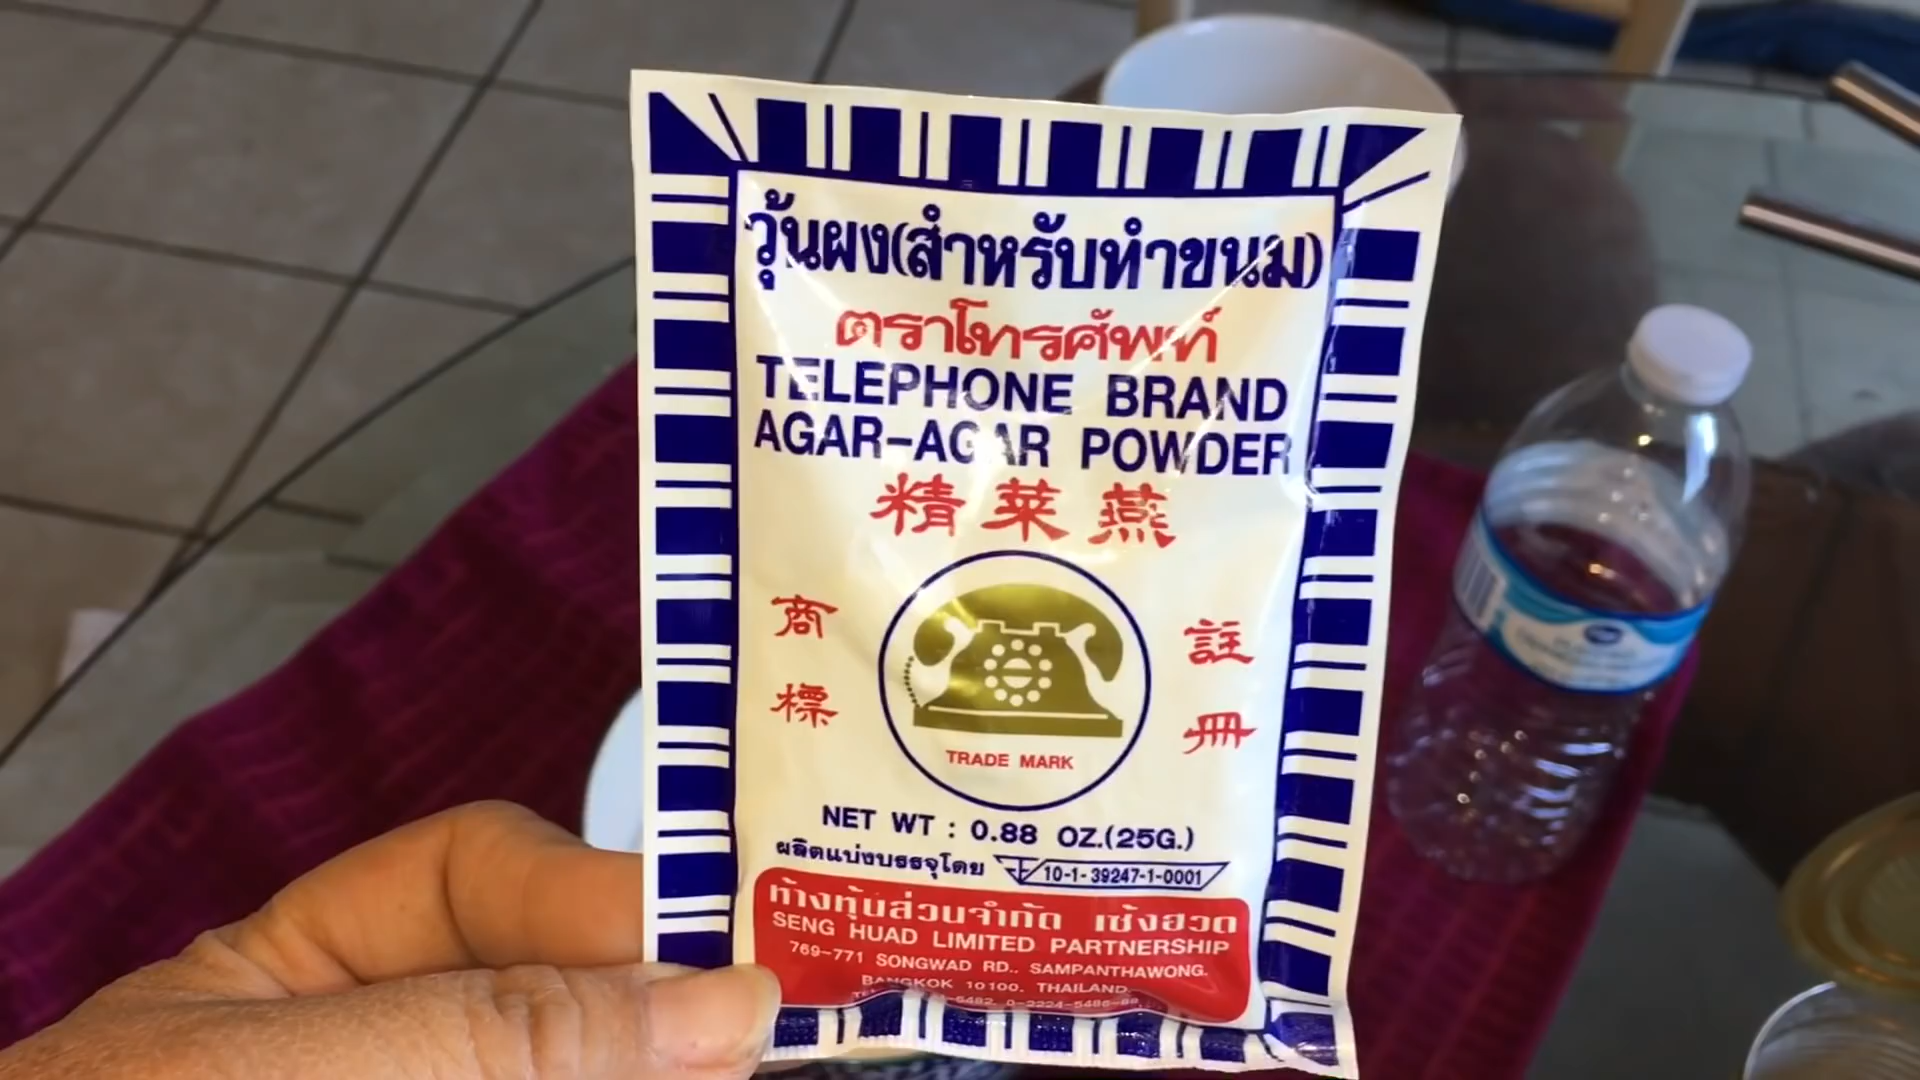 วุ้นผง(สำหรับทำขนม)
ตราโทรศัพท์
TELEPHONE BRAND
AGAR-AGAR POWDER
精菜燕
商標
註冊
TRADE MARK
NET WT : 0.88 OZ.(25G.)
ผลิตแบ่งบรรจุโดย
10-1-39247-1-0001
ห้างหุ้นส่วนจำกัด เซ้งฮวด
SENG HUAD LIMITED PARTNERSHIP
769-771 SONGWAD RD., SAMPANTHAWONG.
BANGKOK 10100. THAILAND.